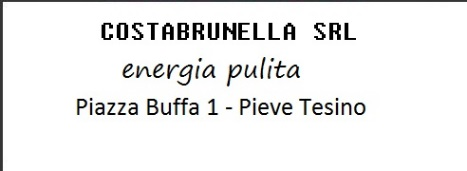 COSTABRUNELLA SRL
energia pulita
Piazza Buffa 1 - Pieve Tesino